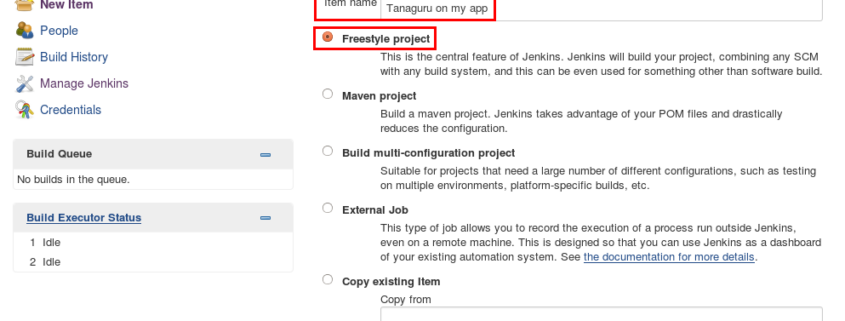 New Item
People
Build History
Manage Jenkins
Credentials
Build Queue
No builds in the queue.
Build Executor Status
1 Idle
2 Idle
Item name
Tanaguru on my app
Freestyle project
This is the central feature of Jenkins. Jenkins will build your project, combining any SCM
with any build system, and this can be even used for something other than software build.
Maven project
Build a maven project. Jenkins takes advantage of your POM files and drastically
reduces the configuration.
Build multi-configuration project
Suitable for projects that need a large number of different configurations, such as testing
on multiple environments, platform-specific builds, etc.
External Job
This type of job allows you to record the execution of a process run outside Jenkins,
even on a remote machine. This is designed so that you can use Jenkins as a dashboard
of your existing automation system. See the documentation for more details.
Copy existing Item
Copy from